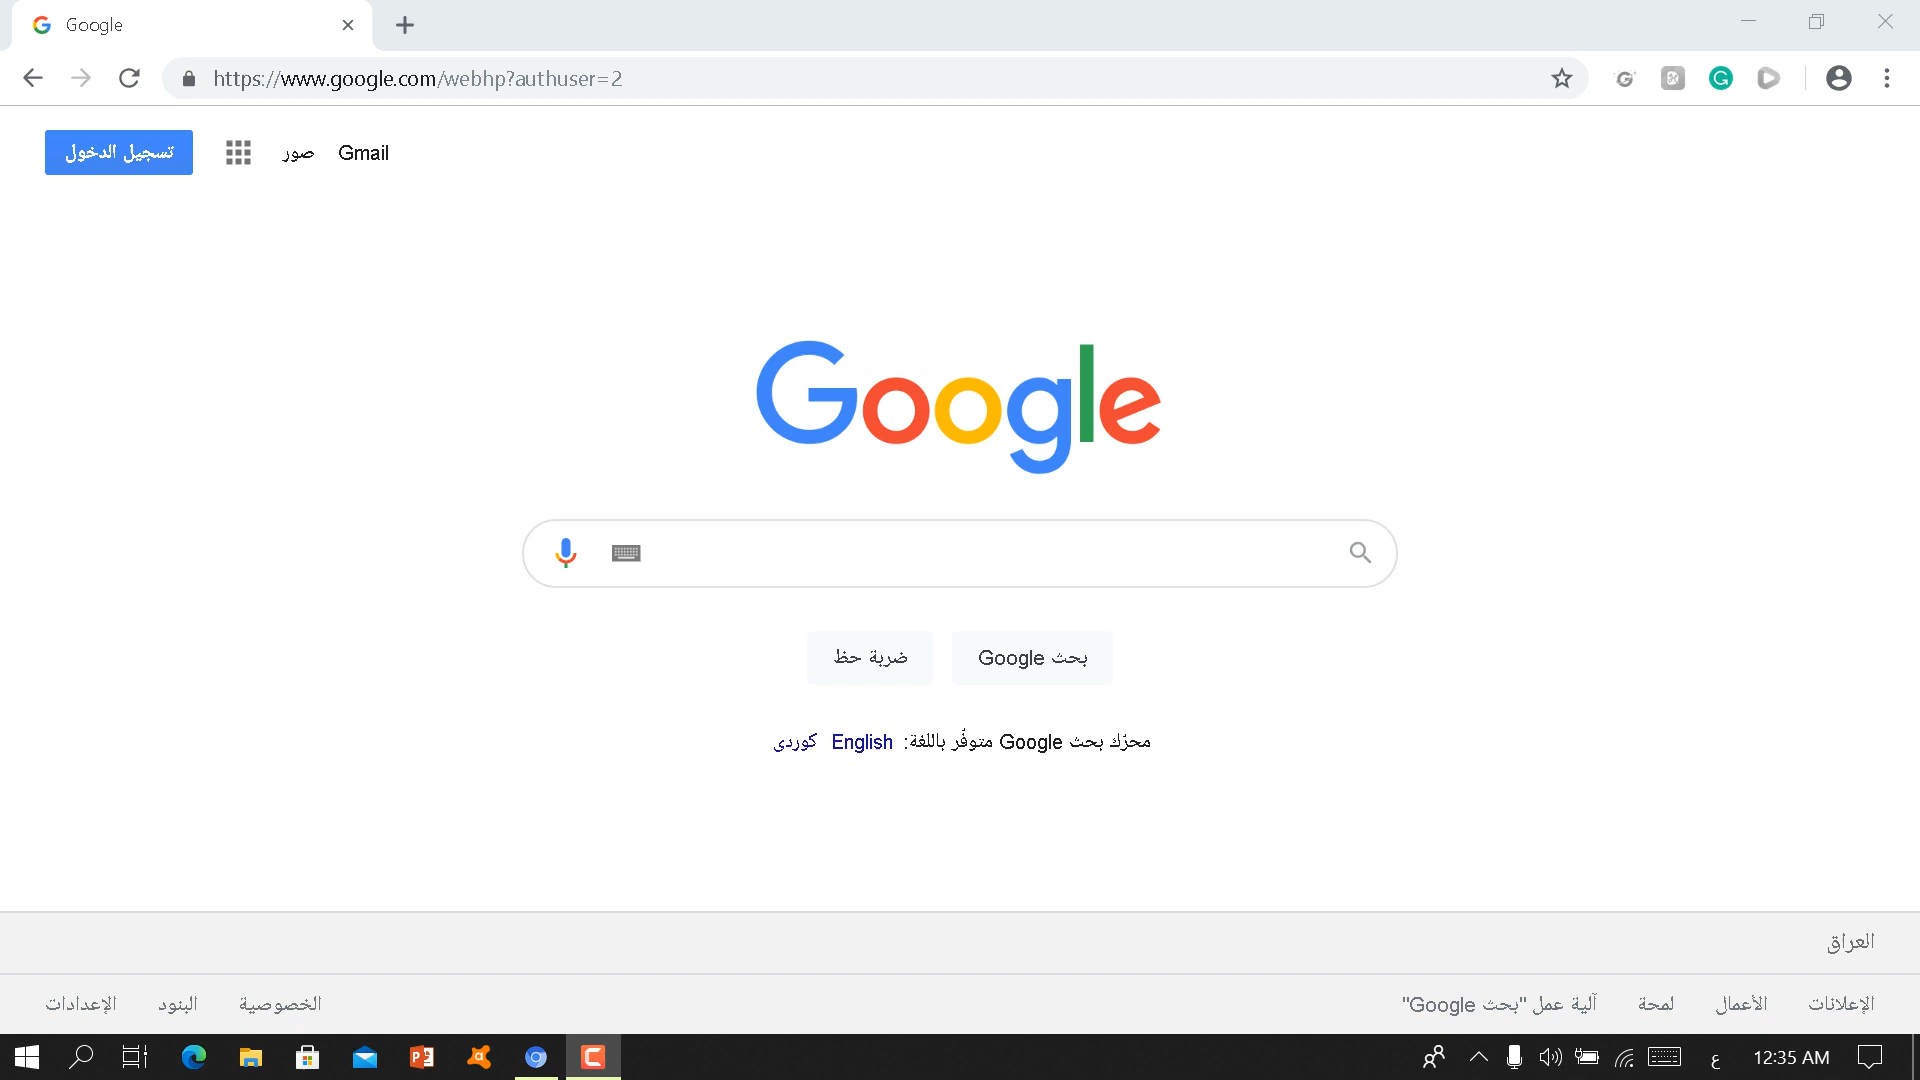 Google
https://www.google.com/webhp?authuser=2
تسجيل الدخول
صور
Gmail
Google
بحث Google
ضربة حظ
محرّك بحث Google متوفّر باللغة: English كوردی
العراق
الإعلانات
الأعمال
لمحة
آلية عمل "بحث Google"
الخصوصية
البنود
الإعدادات
ع
12:35 AM